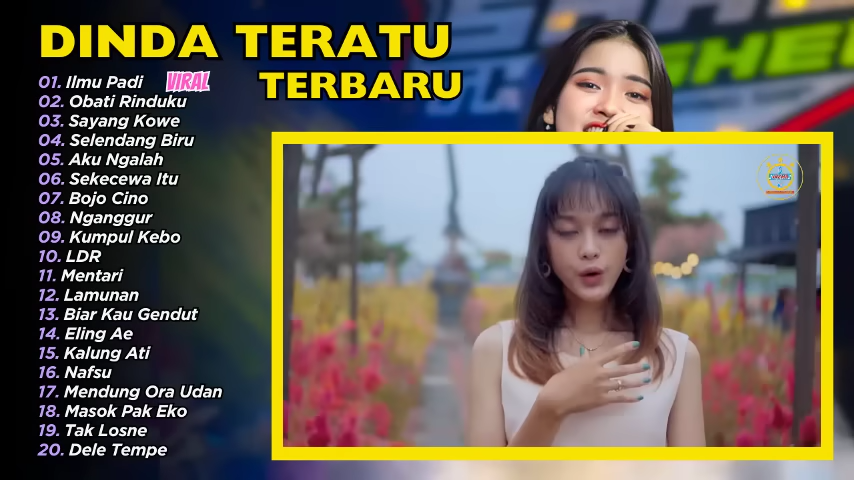 DINDA TERATU
TERBARU
01. Ilmu Padi VIRAL
02. Obati Rinduku
03. Sayang Kowe
04. Selendang Biru
05. Aku Ngalah
06. Sekecewa Itu
07. Bojo Cino
08. Nganggur
09. Kumpul Kebo
10. LDR
11. Mentari
12. Lamunan
13. Biar Kau Gendut
14. Eling Ae
15. Kalung Ati
16. Nafsu
17. Mendung Ora Udan
18. Masok Pak Eko
19. Tak Losne
20. Dele Tempe